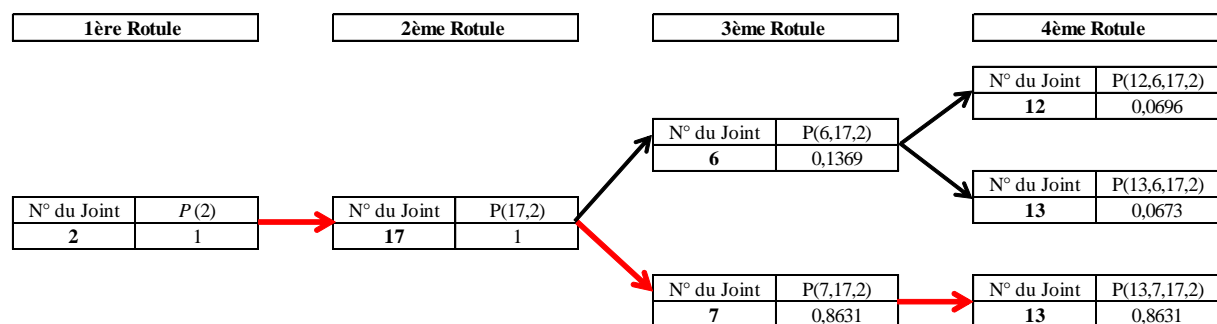 1ère Rotule 2ème Rotule 3ème Rotule 4ème Rotule
N° du Joint P(12,6,17,2)
12 0,0696
N° du Joint P(6,17,2)
6 0,1369
N° du Joint P(13,6,17,2)
13 0,0673
N° du Joint P(2) N° du Joint P(17,2)
2 1 17 1
N° du Joint P(7,17,2) N° du Joint P(13,7,17,2)
7 0,8631 13 0,8631